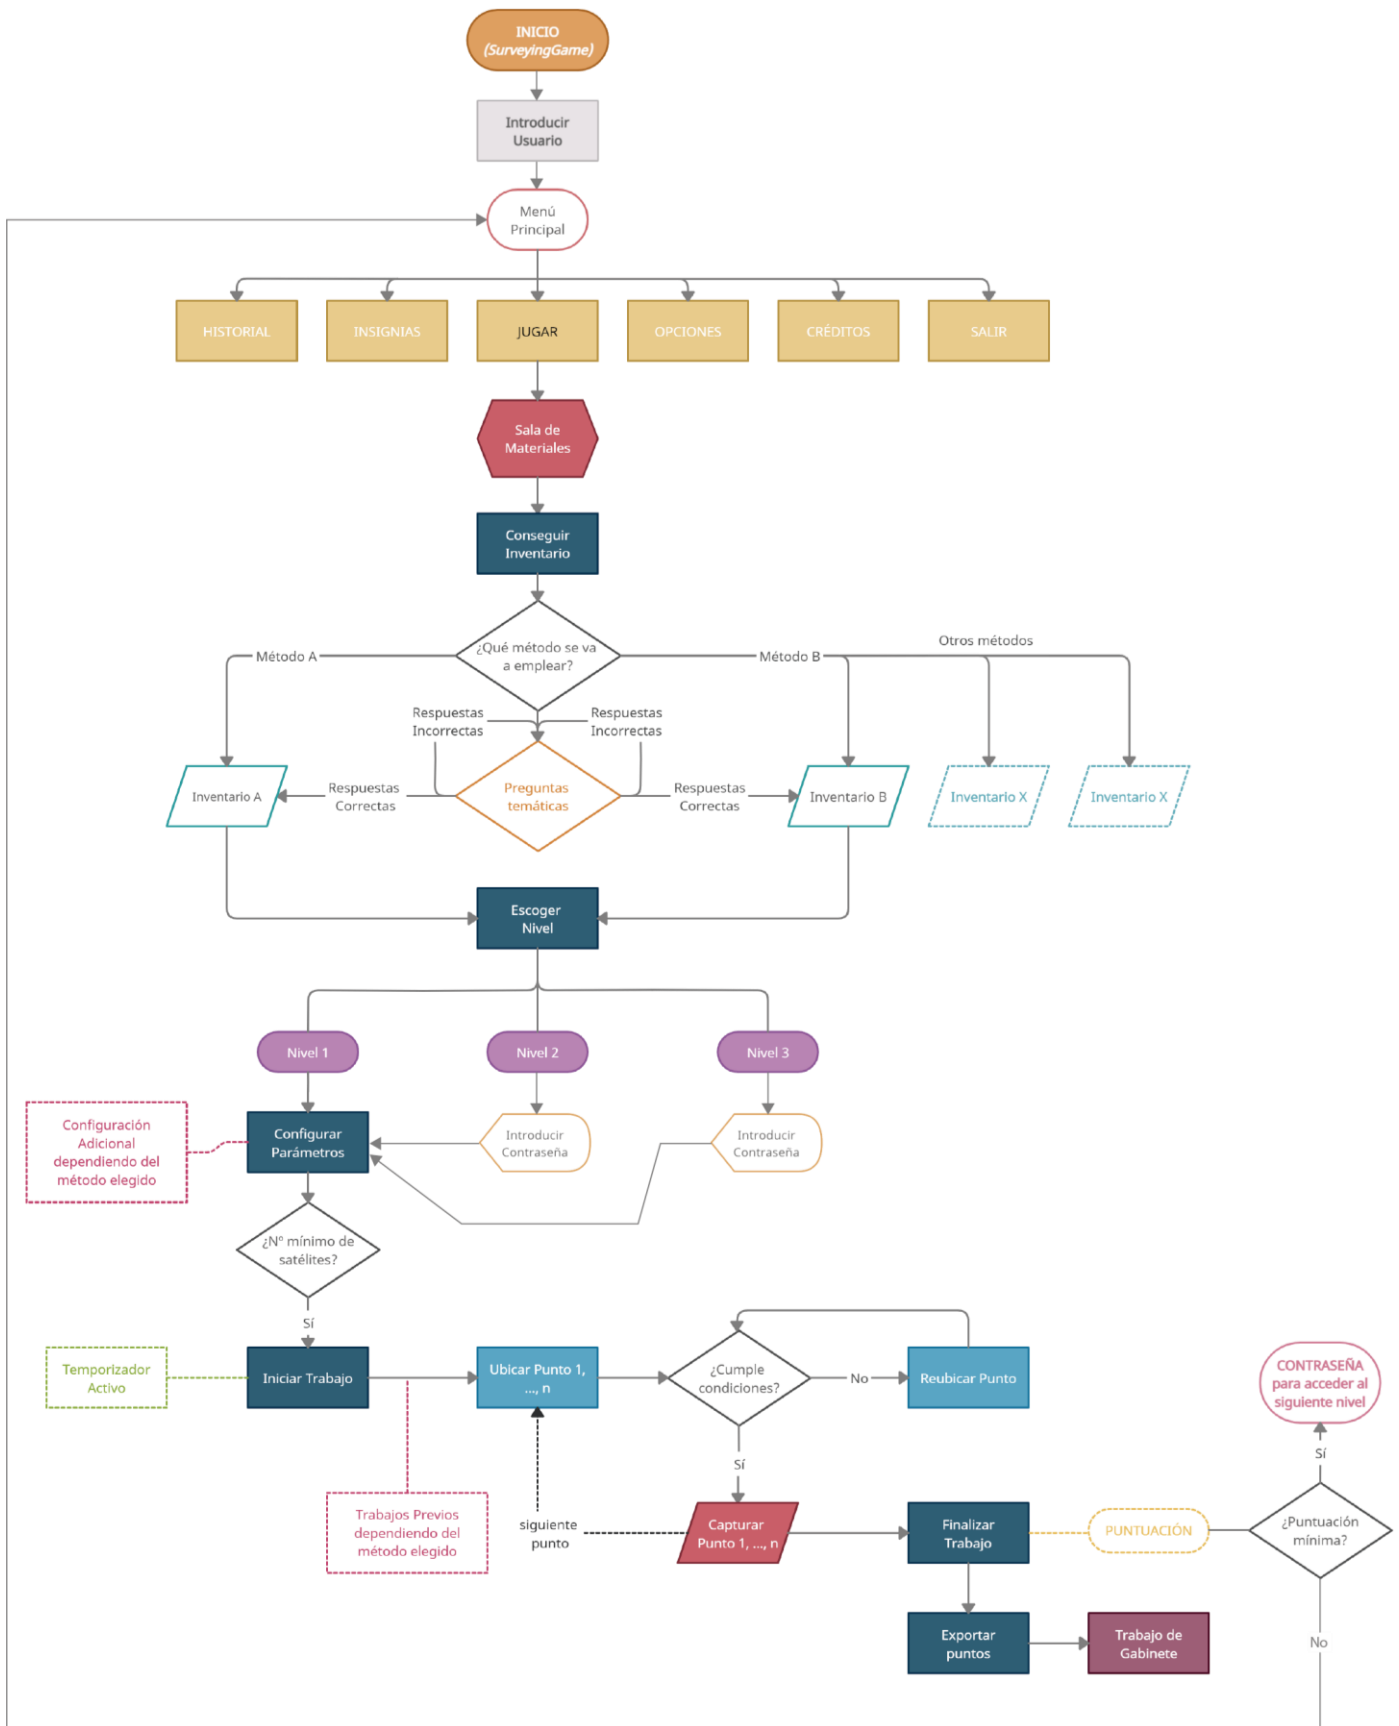 INICIO
(SurveyingGame)
Introducir
Usuario
Menú
Principal
HISTORIAL
INSIGNIAS
JUGAR
OPCIONES
CRÉDITOS
SALIR
Sala de
Materiales
Conseguir
Inventario
¿Qué método se va
a emplear?
Método A
Método B
Otros métodos
Respuestas
Incorrectas
Respuestas
Incorrectas
Inventario A
Respuestas
Correctas
Preguntas
temáticas
Respuestas
Correctas
Inventario B
Inventario X
Inventario X
Escoger
Nivel
Nivel 1
Nivel 2
Nivel 3
Configuración
Adicional
dependiendo del
método elegido
Configurar
Parámetros
Introducir
Contraseña
Introducir
Contraseña
¿Nº mínimo de
satélites?
Sí
Temporizador
Activo
Iniciar Trabajo
Ubicar Punto 1,
..., n
¿Cumple
condiciones?
No
Reubicar Punto
CONTRASEÑA
para acceder al
siguiente nivel
Sí
Sí
Trabajos Previos
dependiendo del
método elegido
siguiente
punto
Capturar
Punto 1, ..., n
Finalizar
Trabajo
PUNTUACIÓN
¿Puntuación
mínima?
Exportar
puntos
Trabajo de
Gabinete
No